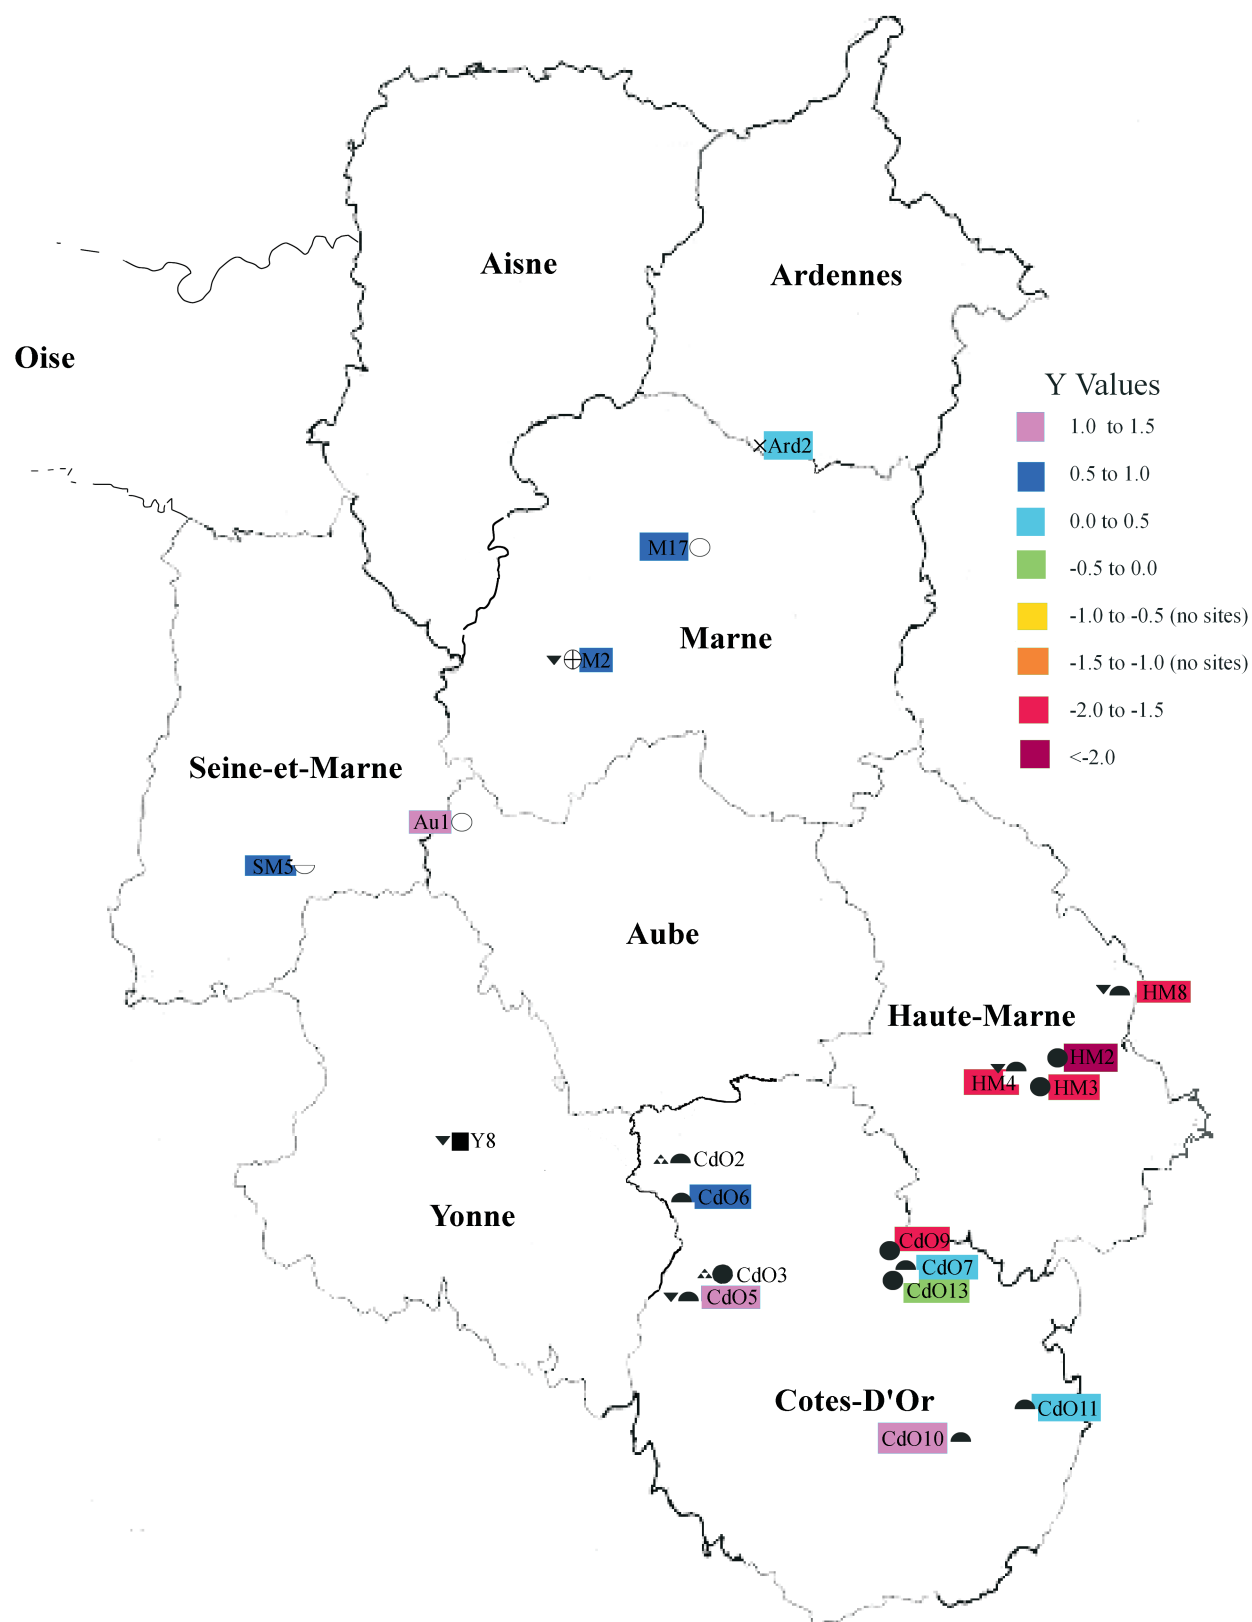 Aisne
Ardennes
Oise
Y Values
1.0 to 1.5
0.5 to 1.0
0.0 to 0.5
-0.5 to 0.0
-1.0 to -0.5 (no sites)
-1.5 to -1.0 (no sites)
-2.0 to -1.5
<-2.0
Ard2
M17
Marne
M2
Seine-et-Marne
Au1
SM5
Aube
HM8
Haute-Marne
HM2
HM4
HM3
Y8
CdO2
CdO6
Yonne
CdO9
CdO7
CdO3
CdO13
CdO5
Cotes-D'Or
CdO11
CdO10